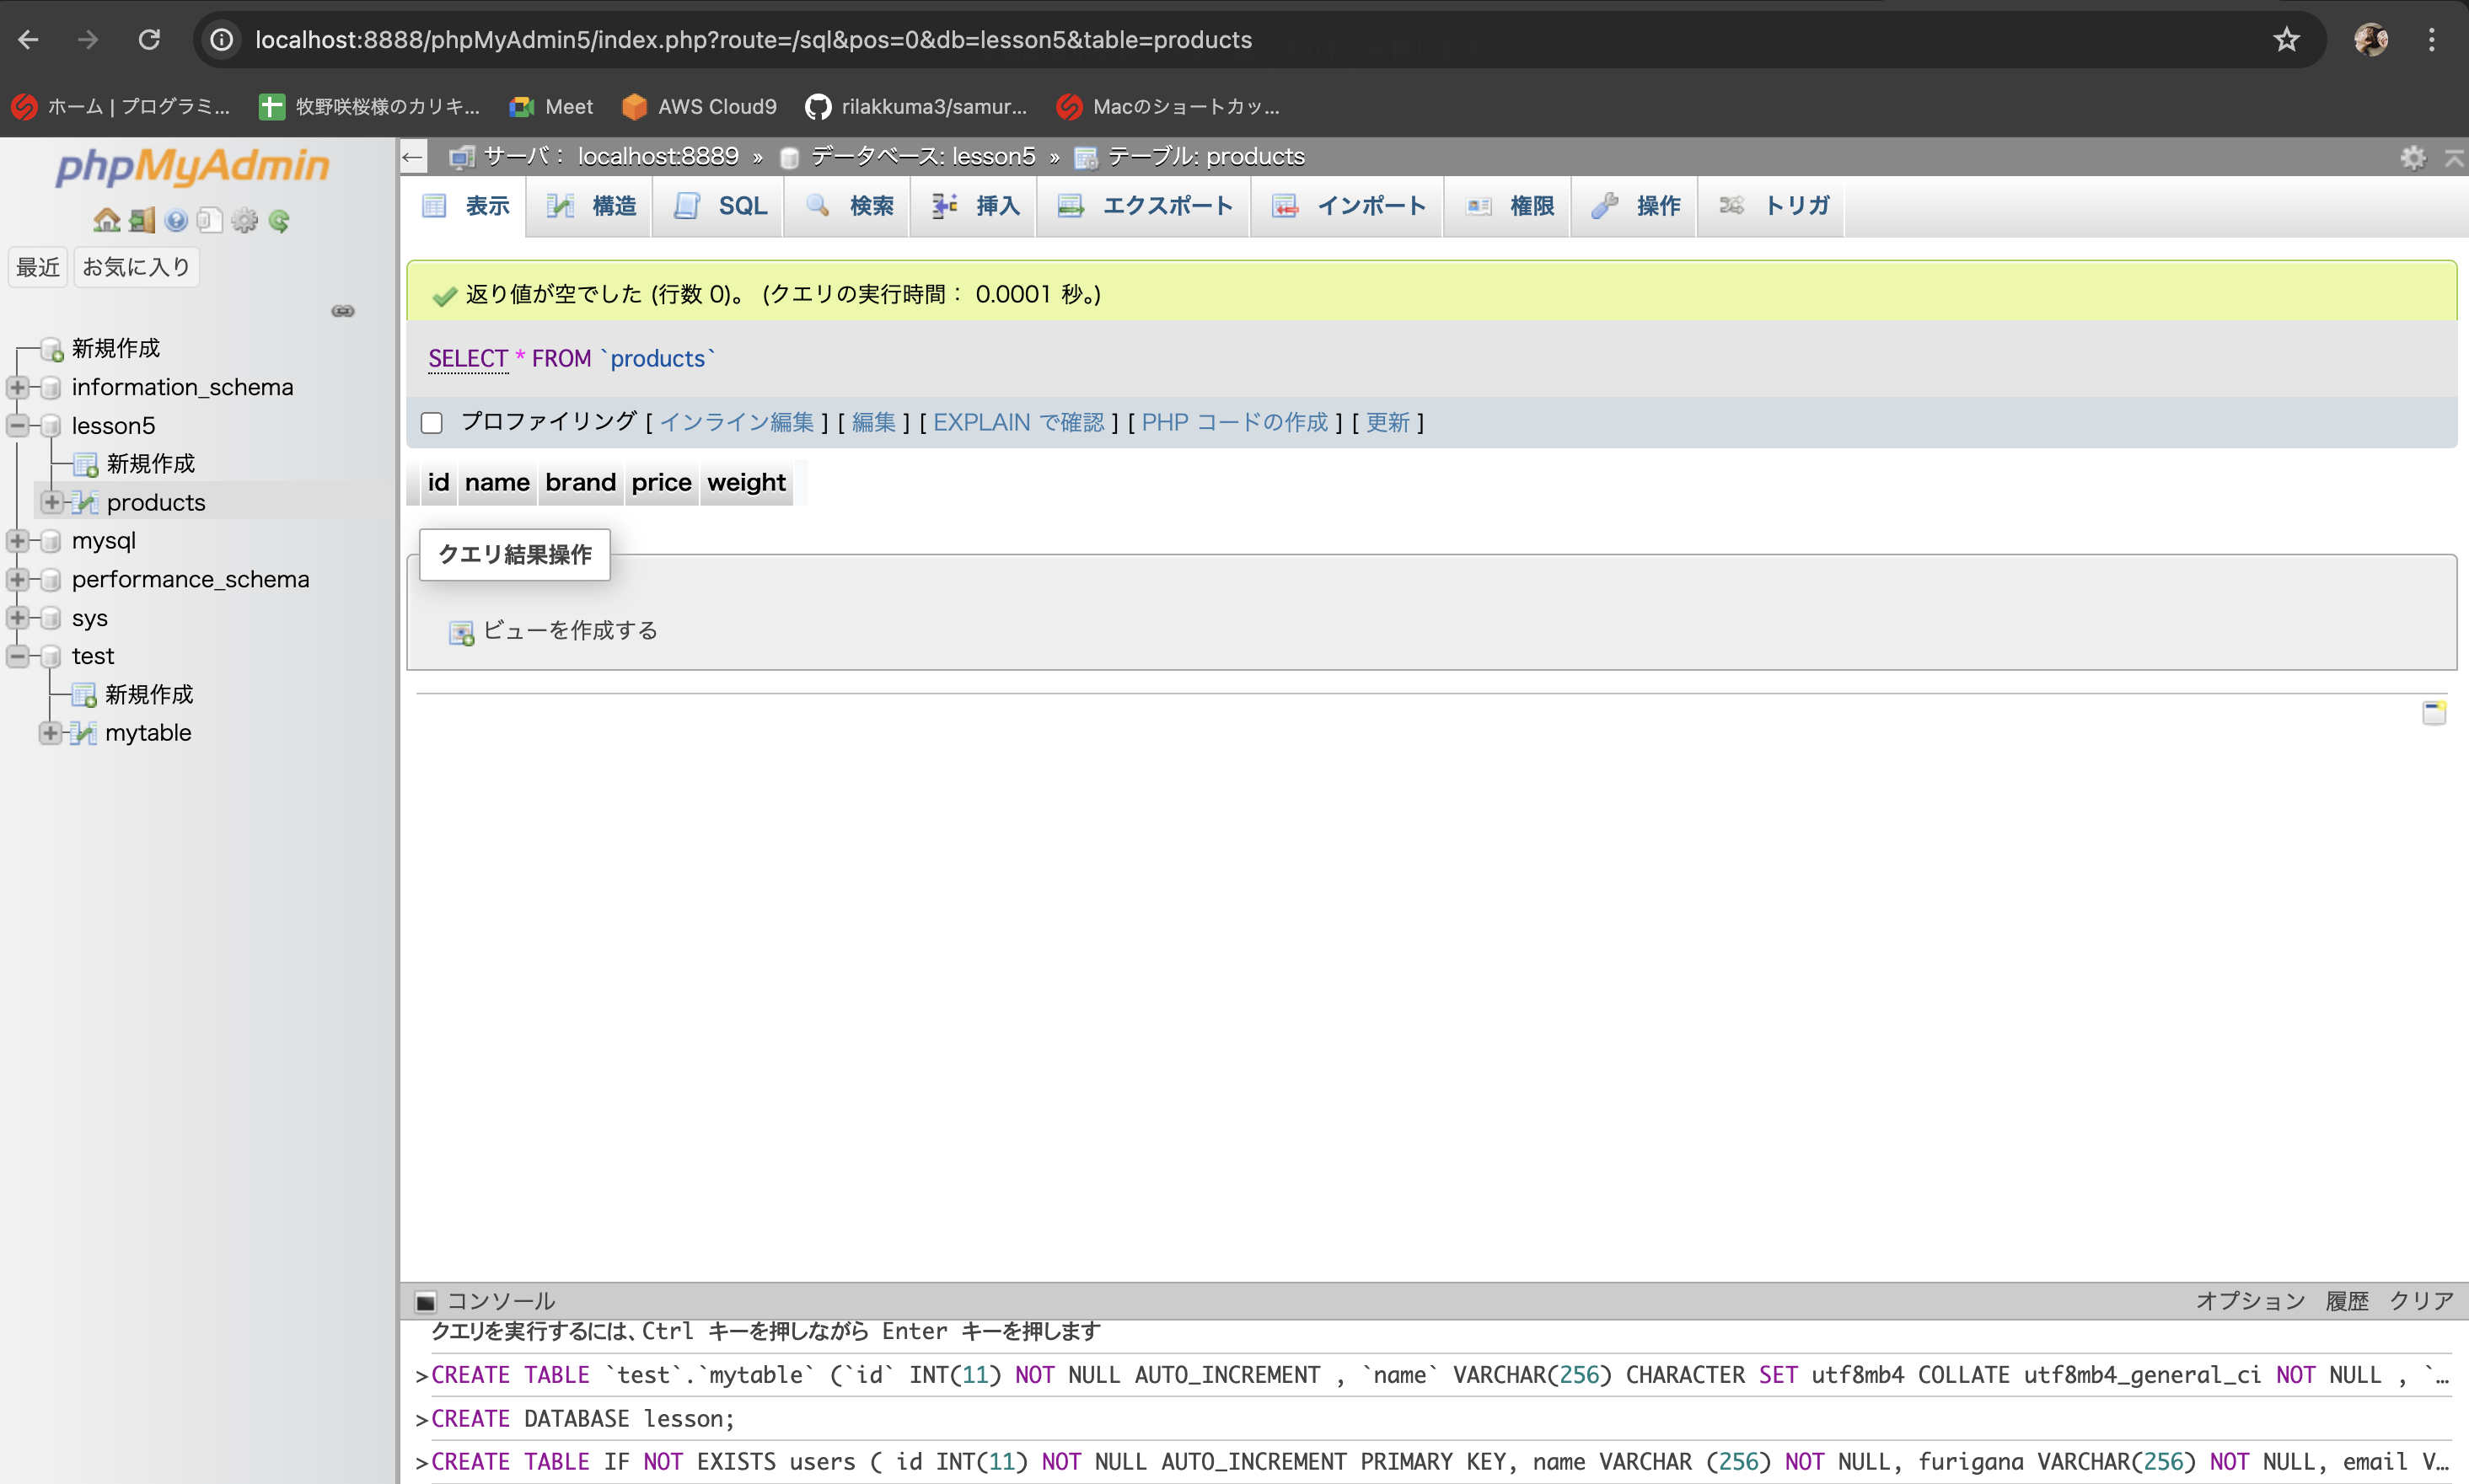 localhost:8888/phpMyAdmin5/index.php?route=/sql&pos=0&db=lesson5&table=products
ホーム | プログラミ... 牧野咲桜様のカリキ... Meet AWS Cloud9 rilakkuma3/samur... Macのショートカッ...
phpMyAdmin
最近 お気に入り
新規作成
information_schema
lesson5
新規作成
products
mysql
performance_schema
sys
test
新規作成
mytable
サーバ： localhost:8889 » データベース: lesson5 » テーブル: products
表示 構造 SQL 検索 挿入 エクスポート インポート 権限 操作 トリガ
返り値が空でした (行数 0)。 (クエリの実行時間： 0.0001 秒。)
SELECT * FROM `products`
プロファイリング [ インライン編集 ] [ 編集 ] [ EXPLAIN で確認 ] [ PHP コードの作成 ] [ 更新 ]
id name brand price weight
クエリ結果操作
ビューを作成する
コンソール オプション 履歴 クリア
クエリを実行するには、Ctrl キーを押しながら Enter キーを押します
>CREATE TABLE `test`.`mytable` (`id` INT(11) NOT NULL AUTO_INCREMENT , `name` VARCHAR(256) CHARACTER SET utf8mb4 COLLATE utf8mb4_general_ci NOT NULL , `...
>CREATE DATABASE lesson;
>CREATE TABLE IF NOT EXISTS users ( id INT(11) NOT NULL AUTO_INCREMENT PRIMARY KEY, name VARCHAR (256) NOT NULL, furigana VARCHAR(256) NOT NULL, email V...